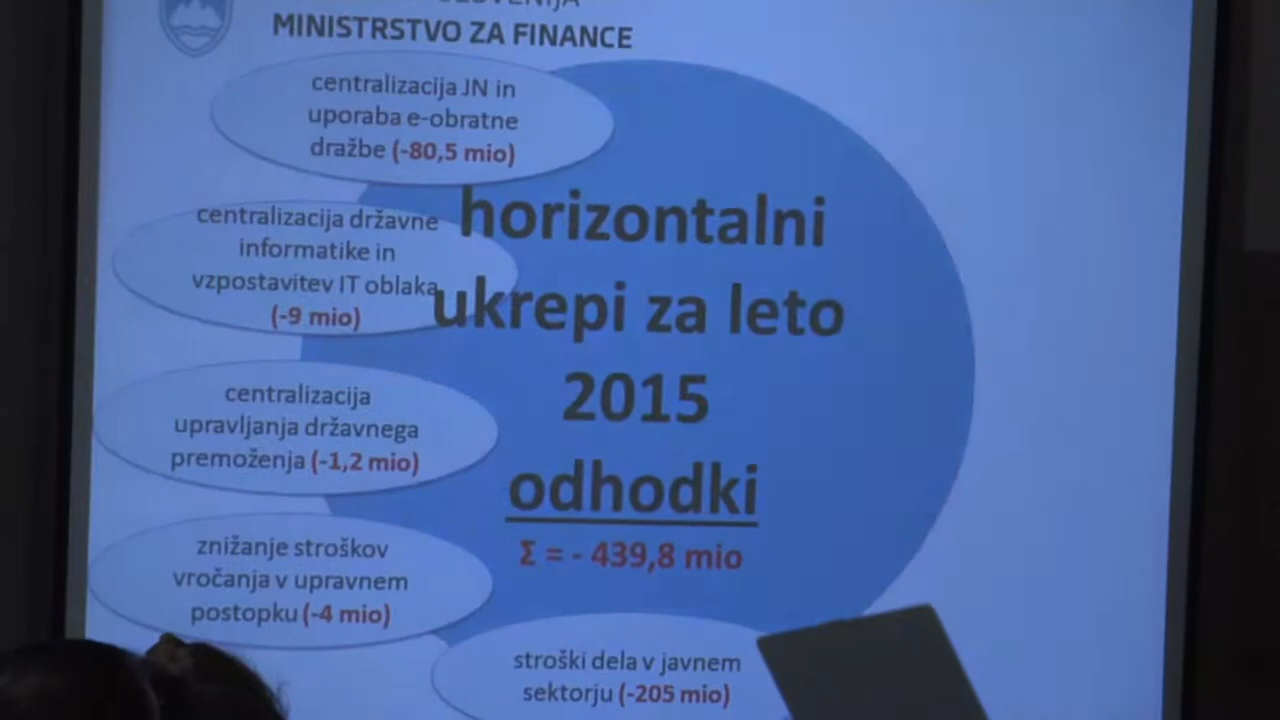 MINISTRSTVO ZA FINANCE
centralizacija JN in
uporaba e-obratne
dražbe (-80,5 mio)
centralizacija državne
informatike in
vzpostavitev IT oblaka
(-9 mio)
centralizacija
upravljanja državnega
premoženja (-1,2 mio)
znižanje stroškov
vročanja v upravnem
postopku (-4 mio)
horizontalni
ukrepi za leto
2015
odhodki
Σ = - 439,8 mio
stroški dela v javnem
sektorju (-205 mio)